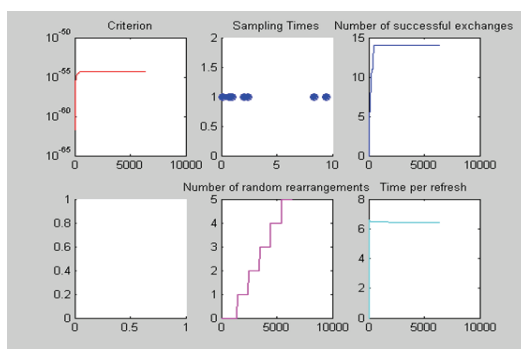 Criterion
10^-50
10^-55
10^-60
10^-65
0 5000 10000
Sampling Times
2
1.5
1
0.5
0
0 5 10
Number of successful exchanges
15
10
5
0
0 5000 10000
1
0.8
0.6
0.4
0.2
0
0 0.5 1
Number of random rearrangements
5
4
3
2
1
0
0 5000 10000
Time per refresh
8
6
4
2
0
0 5000 10000